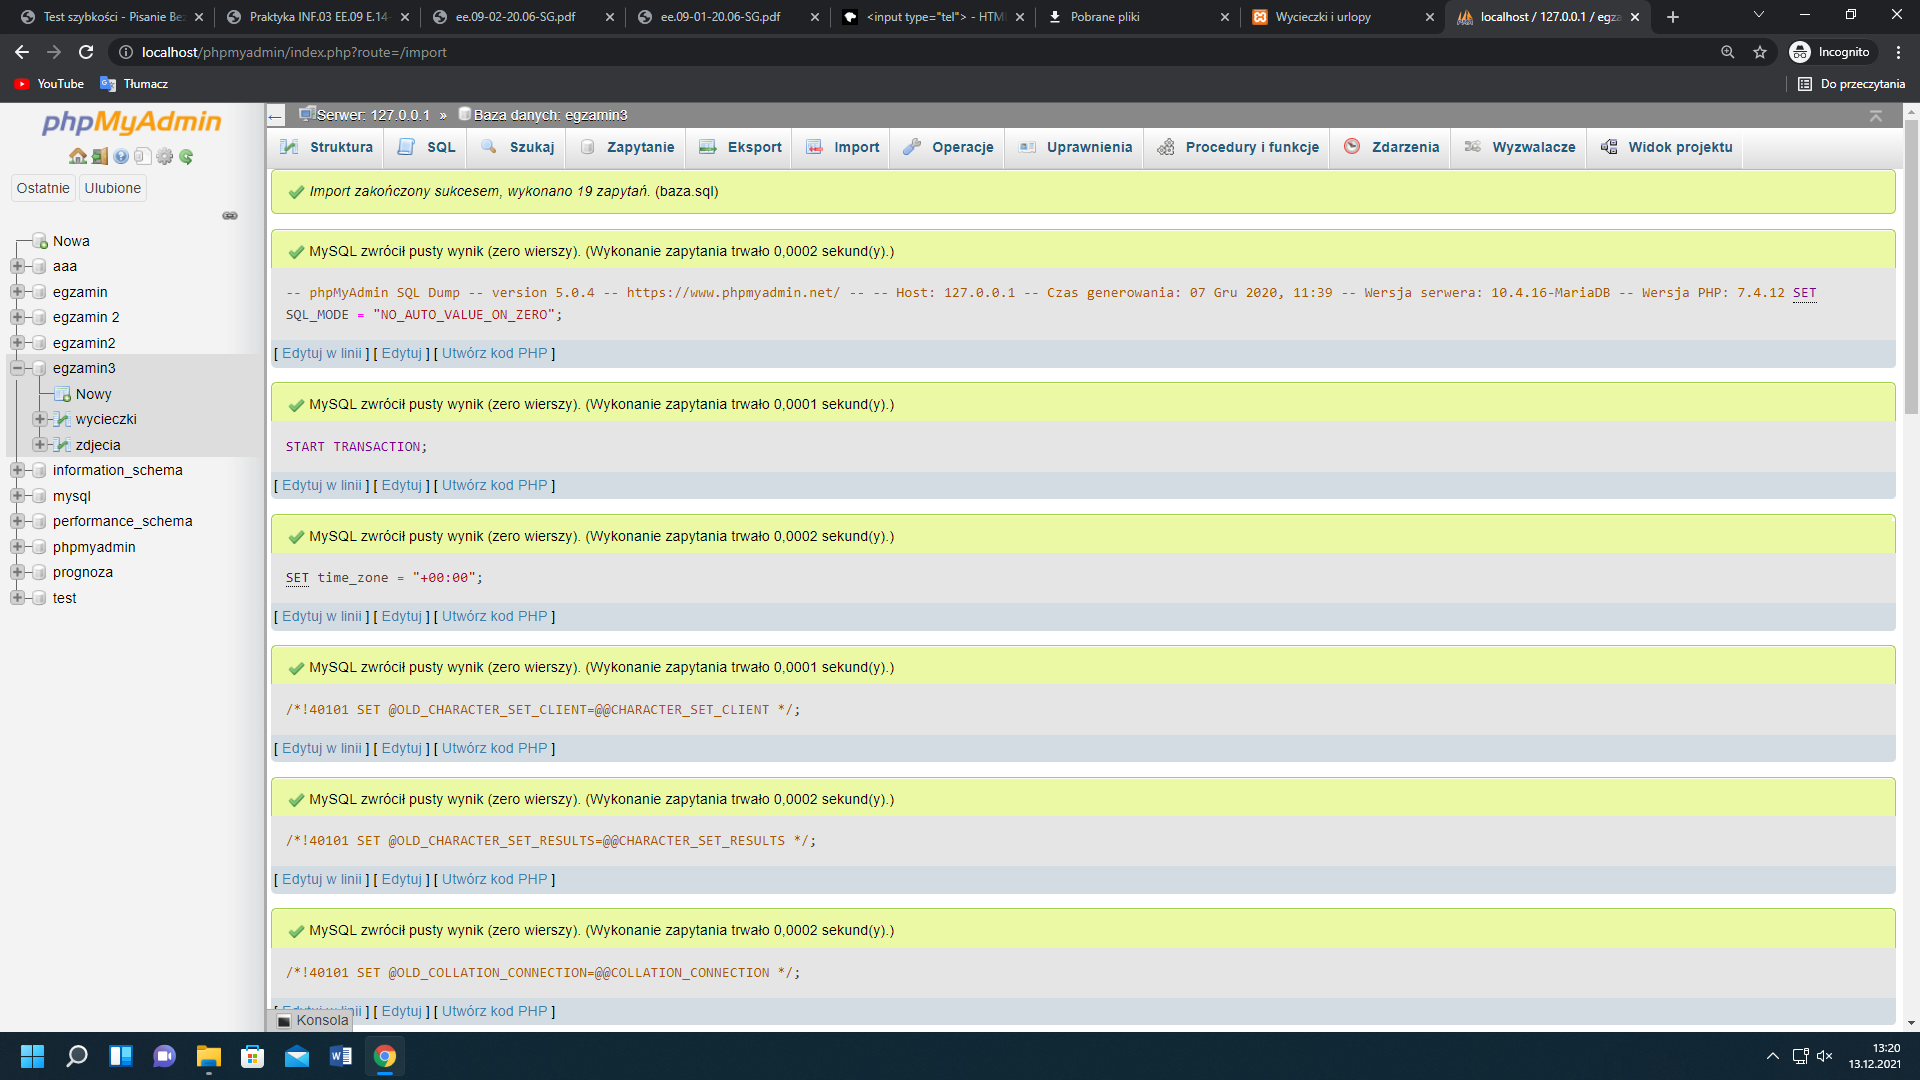 Test szybkości - Pisanie Be
Praktyka INF.03 EE.09 E.14
ee.09-02-20.06-SG.pdf
ee.09-01-20.06-SG.pdf
<input type="tel"> - HTM
Pobrane pliki
Wycieczki i urlopy
localhost / 127.0.0.1 / egza
localhost/phpmyadmin/index.php?route=/import
Incognito
YouTube
Tłumacz
Do przeczytania
phpMyAdmin
Ostatnie
Ulubione
Nowa
aaa
egzamin
egzamin 2
egzamin2
egzamin3
Nowy
wycieczki
zdjecia
information_schema
mysql
performance_schema
phpmyadmin
prognoza
test
Serwer: 127.0.0.1 » Baza danych: egzamin3
Struktura
SQL
Szukaj
Zapytanie
Eksport
Import
Operacje
Uprawnienia
Procedury i funkcje
Zdarzenia
Wyzwalacze
Widok projektu
Import zakończony sukcesem, wykonano 19 zapytań. (baza.sql)
MySQL zwrócił pusty wynik (zero wierszy). (Wykonanie zapytania trwało 0,0002 sekund(y).)
-- phpMyAdmin SQL Dump -- version 5.0.4 -- https://www.phpmyadmin.net/ -- -- Host: 127.0.0.1 -- Czas generowania: 07 Gru 2020, 11:39 -- Wersja serwera: 10.4.16-MariaDB -- Wersja PHP: 7.4.12 SET
SQL_MODE = "NO_AUTO_VALUE_ON_ZERO";
[ Edytuj w linii ] [ Edytuj ] [ Utwórz kod PHP ]
MySQL zwrócił pusty wynik (zero wierszy). (Wykonanie zapytania trwało 0,0001 sekund(y).)
START TRANSACTION;
[ Edytuj w linii ] [ Edytuj ] [ Utwórz kod PHP ]
MySQL zwrócił pusty wynik (zero wierszy). (Wykonanie zapytania trwało 0,0002 sekund(y).)
SET time_zone = "+00:00";
[ Edytuj w linii ] [ Edytuj ] [ Utwórz kod PHP ]
MySQL zwrócił pusty wynik (zero wierszy). (Wykonanie zapytania trwało 0,0001 sekund(y).)
/*!40101 SET @OLD_CHARACTER_SET_CLIENT=@@CHARACTER_SET_CLIENT */;
[ Edytuj w linii ] [ Edytuj ] [ Utwórz kod PHP ]
MySQL zwrócił pusty wynik (zero wierszy). (Wykonanie zapytania trwało 0,0002 sekund(y).)
/*!40101 SET @OLD_CHARACTER_SET_RESULTS=@@CHARACTER_SET_RESULTS */;
[ Edytuj w linii ] [ Edytuj ] [ Utwórz kod PHP ]
MySQL zwrócił pusty wynik (zero wierszy). (Wykonanie zapytania trwało 0,0002 sekund(y).)
/*!40101 SET @OLD_COLLATION_CONNECTION=@@COLLATION_CONNECTION */;
[ Edytuj w linii ] [ Edytuj ] [ Utwórz kod PHP ]
Konsola
13:20
13.12.2021